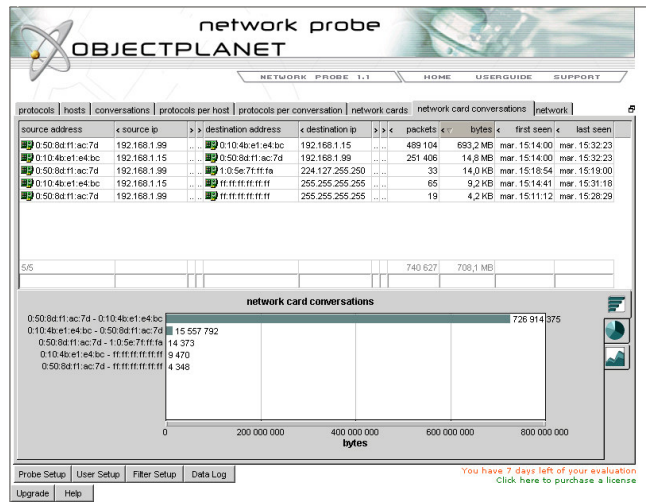 network probe
OBJECTPLANET
NETWORK PROBE 1.1 HOME USERGUIDE SUPPORT
protocols hosts conversations protocols per host protocols per conversation network cards network card conversations network
source address < source ip > > destination address < destination ip > > < packets < bytes < first seen < last seen
0:50:8d:f1:ac:7d 192.168.1.99 ... ... 0:10:4b:e1:e4:bc 192.168.1.15 ... ... 489 104 693,2 MB mar. 15:14:00 mar. 15:32:23
0:10:4b:e1:e4:bc 192.168.1.15 ... ... 0:50:8d:f1:ac:7d 192.168.1.99 ... ... 251 406 14,8 MB mar. 15:14:00 mar. 15:32:23
0:50:8d:f1:ac:7d 192.168.1.99 ... ... 1:0:5e:7f:ff:fa 224.127.255.250 ... ... 33 14,0 KB mar. 15:18:54 mar. 15:19:00
0:10:4b:e1:e4:bc 192.168.1.15 ... ... ff:ff:ff:ff:ff:ff 255.255.255.255 ... ... 65 9,2 KB mar. 15:14:41 mar. 15:31:18
0:50:8d:f1:ac:7d 192.168.1.99 ... ... ff:ff:ff:ff:ff:ff 255.255.255.255 ... ... 19 4,2 KB mar. 15:11:12 mar. 15:28:29
5/5 740 627 708,1 MB
network card conversations
0:50:8d:f1:ac:7d - 0:10:4b:e1:e4:bc 726 914 375
0:10:4b:e1:e4:bc - 0:50:8d:f1:ac:7d 15 557 792
0:50:8d:f1:ac:7d - 1:0:5e:7f:ff:fa 14 373
0:10:4b:e1:e4:bc - ff:ff:ff:ff:ff:ff 9 470
0:50:8d:f1:ac:7d - ff:ff:ff:ff:ff:ff 4 348
0 200 000 000 400 000 000 600 000 000 800 000 000
bytes
Probe Setup User Setup Filter Setup Data Log
You have 7 days left of your evaluation
Click here to purchase a license
Upgrade Help